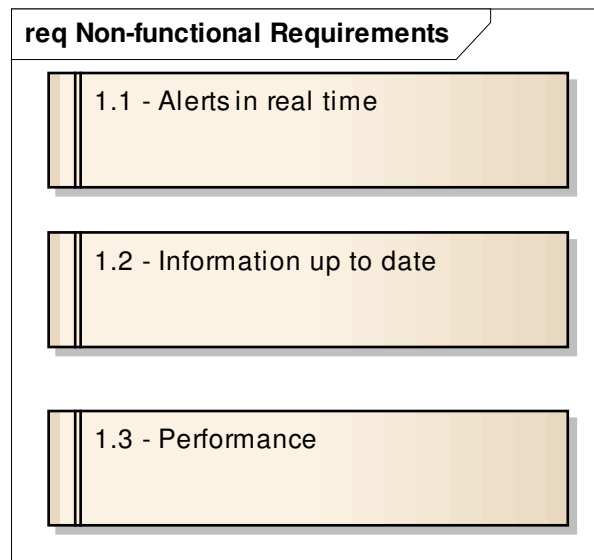 req Non-functional Requirements
1.1 - Alerts in real time
1.2 - Information up to date
1.3 - Performance